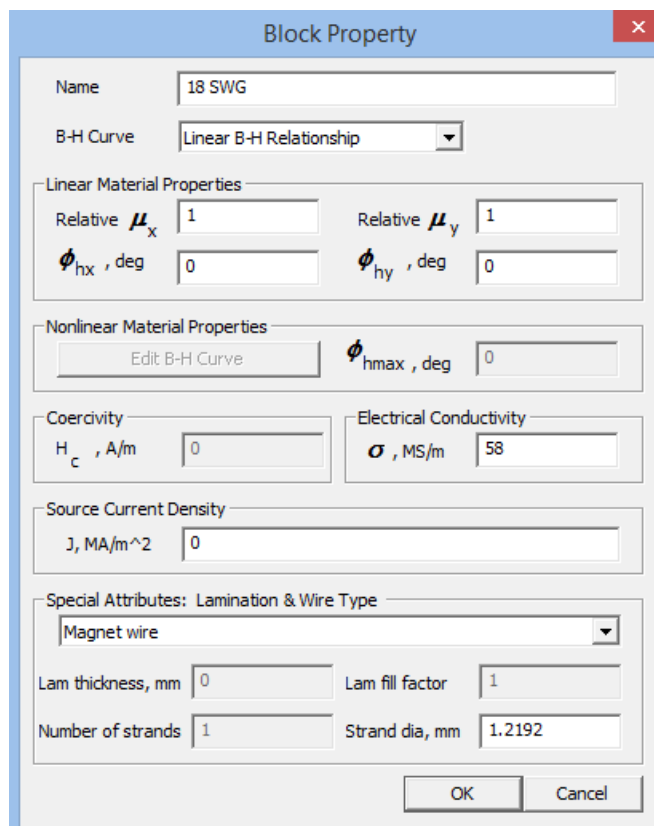 Block Property
×
Name 18 SWG
B-H Curve Linear B-H Relationship
Linear Material Properties
Relative μx 1 Relative μy 1
ϕhx , deg 0 ϕhy , deg 0
Nonlinear Material Properties
Edit B-H Curve ϕhmax , deg 0
Coercivity Electrical Conductivity
Hc , A/m 0 σ , MS/m 58
Source Current Density
J, MA/m^2 0
Special Attributes: Lamination & Wire Type
Magnet wire
Lam thickness, mm 0 Lam fill factor 1
Number of strands 1 Strand dia, mm 1.2192
OK Cancel